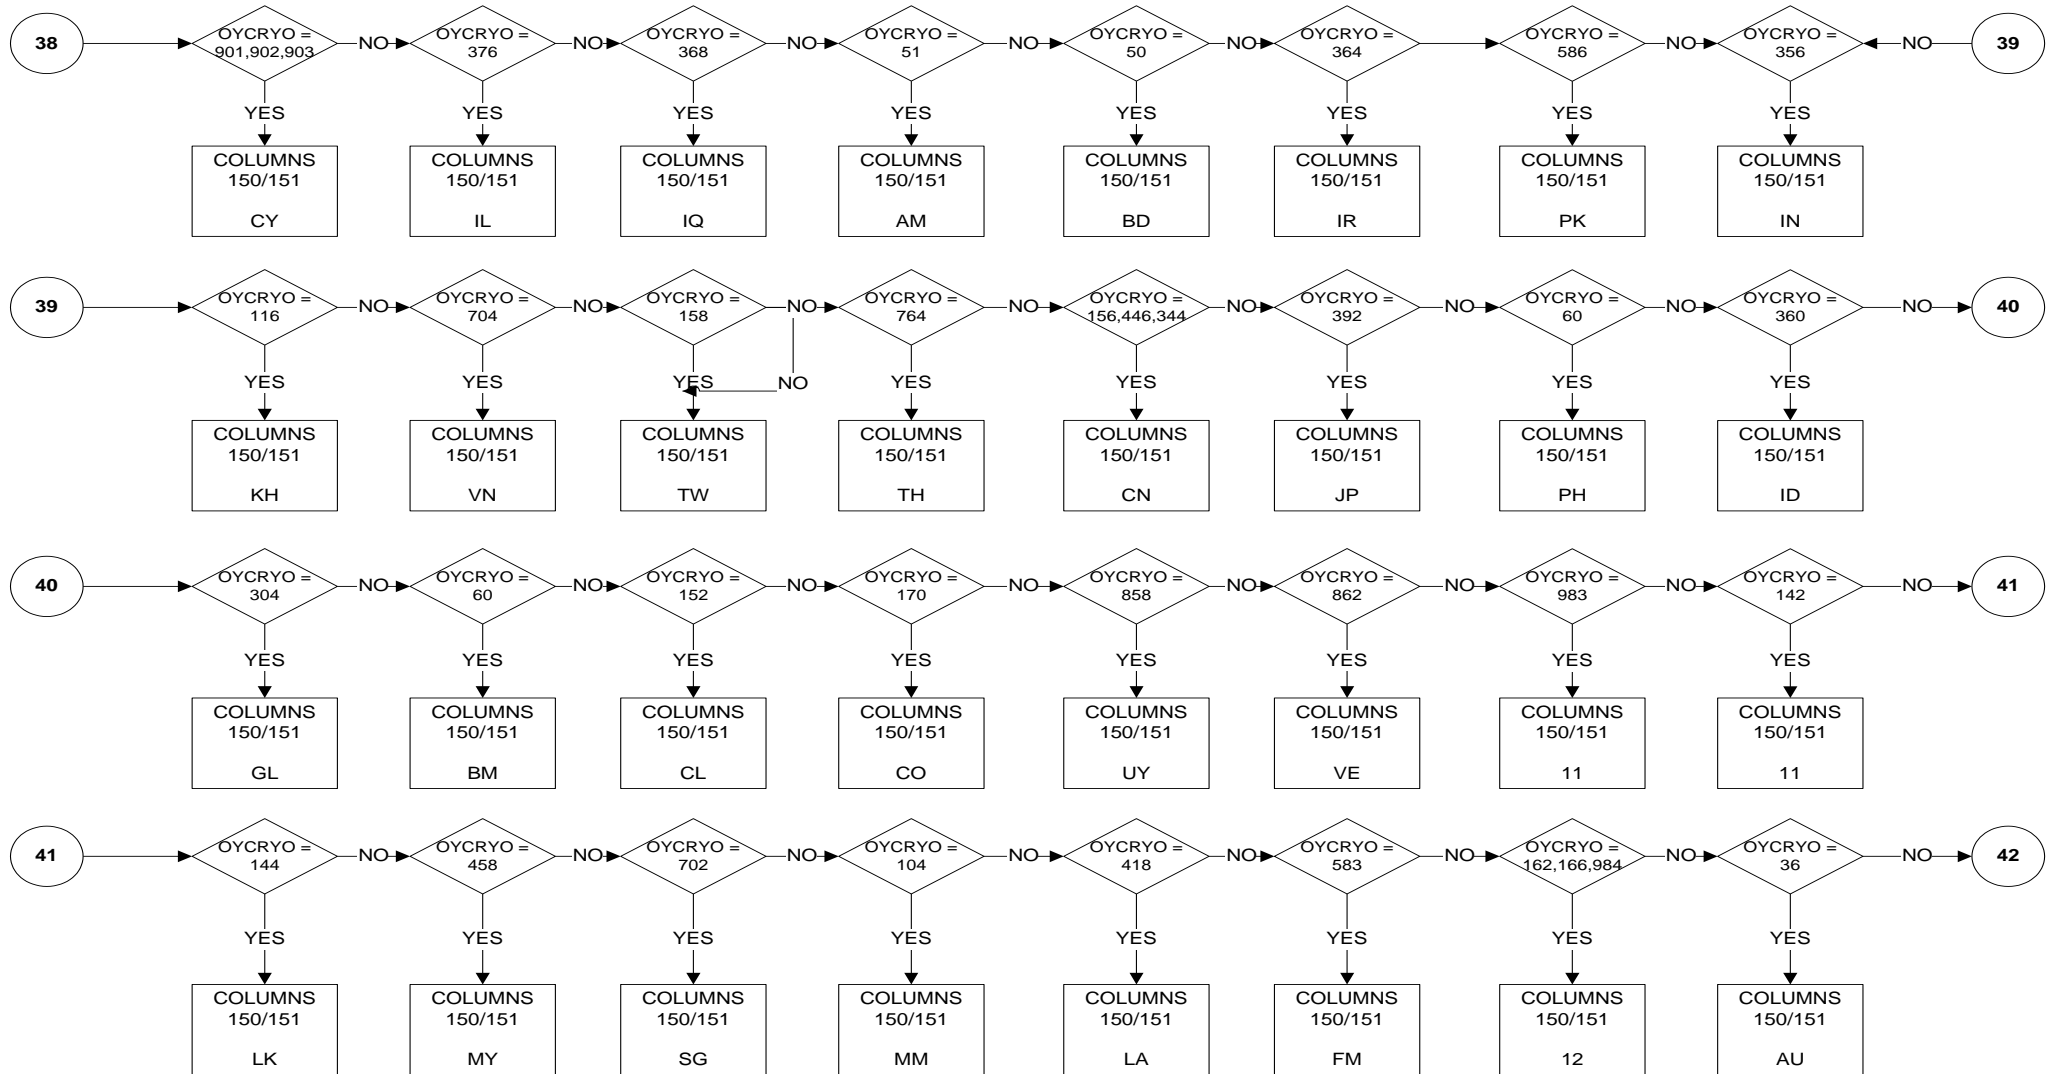 38
OYCRYO =
901,902,903
NO
OYCRYO =
376
NO
OYCRYO =
368
NO
OYCRYO =
51
NO
OYCRYO =
50
NO
OYCRYO =
364
OYCRYO =
586
NO
OYCRYO =
356
NO
39
YES
YES
YES
YES
YES
YES
YES
YES
COLUMNS
150/151
CY
COLUMNS
150/151
IL
COLUMNS
150/151
IQ
COLUMNS
150/151
AM
COLUMNS
150/151
BD
COLUMNS
150/151
IR
COLUMNS
150/151
PK
COLUMNS
150/151
IN
39
OYCRYO =
116
NO
OYCRYO =
704
NO
OYCRYO =
158
NO
OYCRYO =
764
NO
OYCRYO =
156,446,344
NO
OYCRYO =
392
NO
OYCRYO =
60
NO
OYCRYO =
360
NO
40
YES
YES
YES
NO
YES
YES
YES
YES
YES
COLUMNS
150/151
KH
COLUMNS
150/151
VN
COLUMNS
150/151
TW
COLUMNS
150/151
TH
COLUMNS
150/151
CN
COLUMNS
150/151
JP
COLUMNS
150/151
PH
COLUMNS
150/151
ID
40
OYCRYO =
304
NO
OYCRYO =
60
NO
OYCRYO =
152
NO
OYCRYO =
170
NO
OYCRYO =
858
NO
OYCRYO =
862
NO
OYCRYO =
983
NO
OYCRYO =
142
NO
41
YES
YES
YES
YES
YES
YES
YES
YES
COLUMNS
150/151
GL
COLUMNS
150/151
BM
COLUMNS
150/151
CL
COLUMNS
150/151
CO
COLUMNS
150/151
UY
COLUMNS
150/151
VE
COLUMNS
150/151
11
COLUMNS
150/151
11
41
OYCRYO =
144
NO
OYCRYO =
458
NO
OYCRYO =
702
NO
OYCRYO =
104
NO
OYCRYO =
418
NO
OYCRYO =
583
NO
OYCRYO =
162,166,984
NO
OYCRYO =
36
NO
42
YES
YES
YES
YES
YES
YES
YES
YES
COLUMNS
150/151
LK
COLUMNS
150/151
MY
COLUMNS
150/151
SG
COLUMNS
150/151
MM
COLUMNS
150/151
LA
COLUMNS
150/151
FM
COLUMNS
150/151
12
COLUMNS
150/151
AU